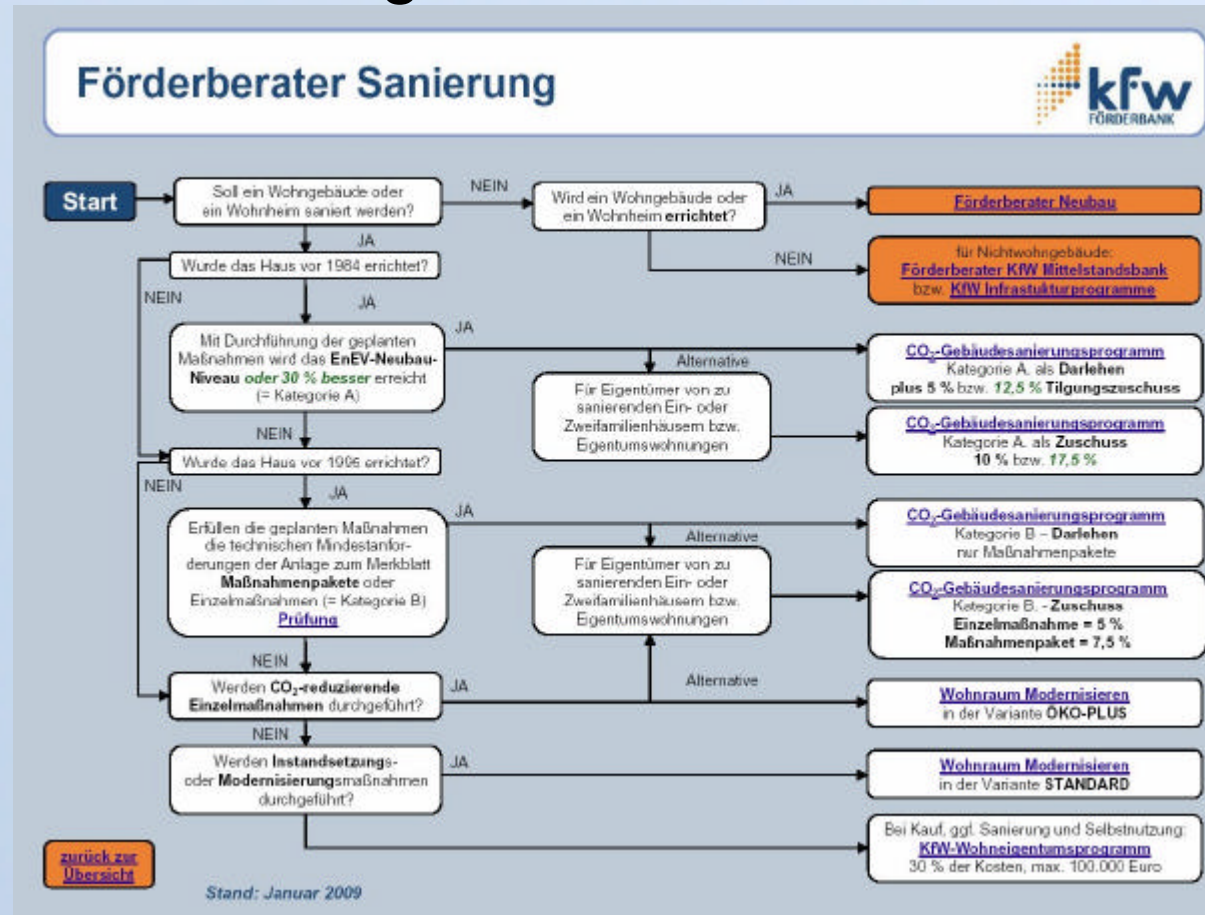 Förderberater Sanierung
kfw
FÖRDERBANK
Start
Soll ein Wohngebäude oder
ein Wohnheim saniert werden?
NEIN
Wird ein Wohngebäude oder
ein Wohnheim errichtet?
JA
Förderberater Neubau
JA
NEIN
für Nichtwohngebäude:
Förderberater KfW Mittelstandsbank
bzw. KfW Infrastukturprogramme
Wurde das Haus vor 1984 errichtet?
NEIN
JA
Mit Durchführung der geplanten
Maßnahmen wird das EnEV-Neubau-
Niveau oder 30 % besser erreicht
(= Kategorie A)
JA
Alternative
Für Eigentümer von zu
sanierenden Ein- oder
Zweifamilienhäusern bzw.
Eigentumswohnungen
CO2-Gebäudesanierungsprogramm
Kategorie A. als Darlehen
plus 5 % bzw. 12,5 % Tilgungszuschuss
CO2-Gebäudesanierungsprogramm
Kategorie A. als Zuschuss
10 % bzw. 17,5 %
NEIN
Wurde das Haus vor 1995 errichtet?
NEIN
JA
Erfüllen die geplanten Maßnahmen
die technischen Mindestanfor-
derungen der Anlage zum Merkblatt
Maßnahmenpakete oder
Einzelmaßnahmen (= Kategorie B)
Prüfung
JA
Alternative
Für Eigentümer von zu
sanierenden Ein- oder
Zweifamilienhäusern bzw.
Eigentumswohnungen
CO2-Gebäudesanierungsprogramm
Kategorie B – Darlehen
nur Maßnahmenpakete
CO2-Gebäudesanierungsprogramm
Kategorie B. - Zuschuss
Einzelmaßnahme = 5 %
Maßnahmenpaket = 7,5 %
NEIN
Werden CO2-reduzierende
Einzelmaßnahmen durchgeführt?
JA
Alternative
Wohnraum Modernisieren
in der Variante ÖKO-PLUS
NEIN
Werden Instandsetzungs-
oder Modernisierungsmaßnahmen
durchgeführt?
JA
Wohnraum Modernisieren
in der Variante STANDARD
Bei Kauf, ggf. Sanierung und Selbstnutzung:
KfW-Wohneigentumsprogramm
30 % der Kosten, max. 100.000 Euro
zurück zur
Übersicht
Stand: Januar 2009